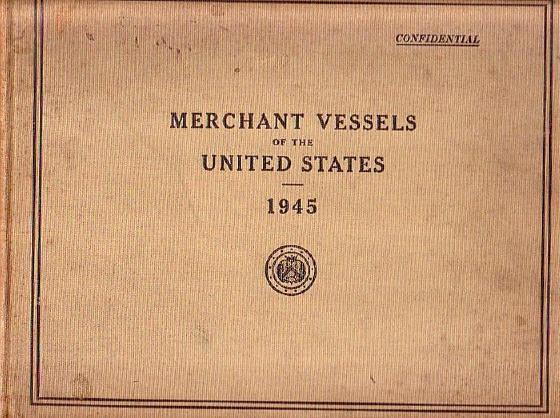 CONFIDENTIAL
MERCHANT VESSELS
OF THE
UNITED STATES
1945